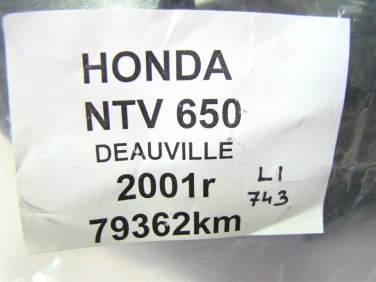 HONDA
NTV 650
DEAUVILLE
2001r L1
79362km 743